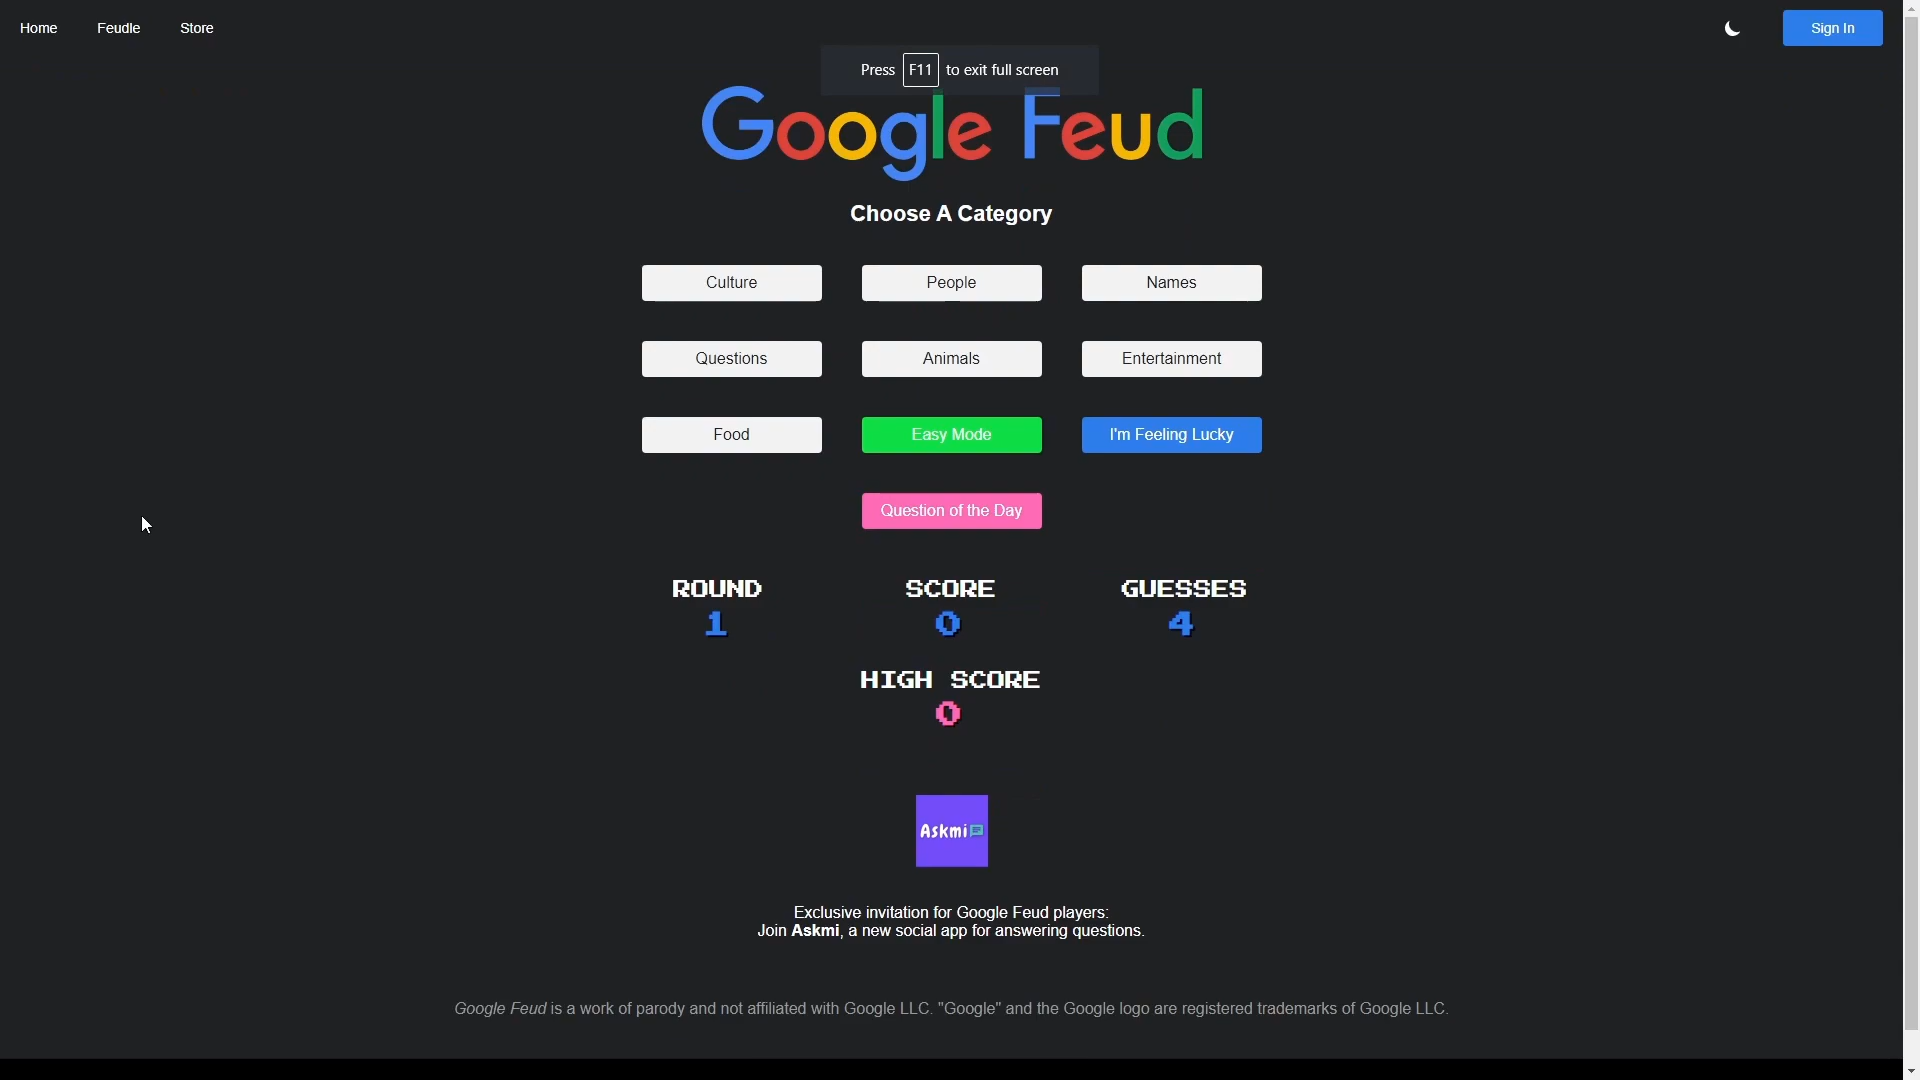 Home Feudle Store Sign In
Press F11 to exit full screen
Google Feud
Choose A Category
Culture People Names
Questions Animals Entertainment
Food Easy Mode I'm Feeling Lucky
Question of the Day
ROUND SCORE GUESSES
1 0 4
HIGH SCORE
0
Askmi
Exclusive invitation for Google Feud players:
Join Askmi, a new social app for answering questions.
Google Feud is a work of parody and not affiliated with Google LLC. "Google" and the Google logo are registered trademarks of Google LLC.